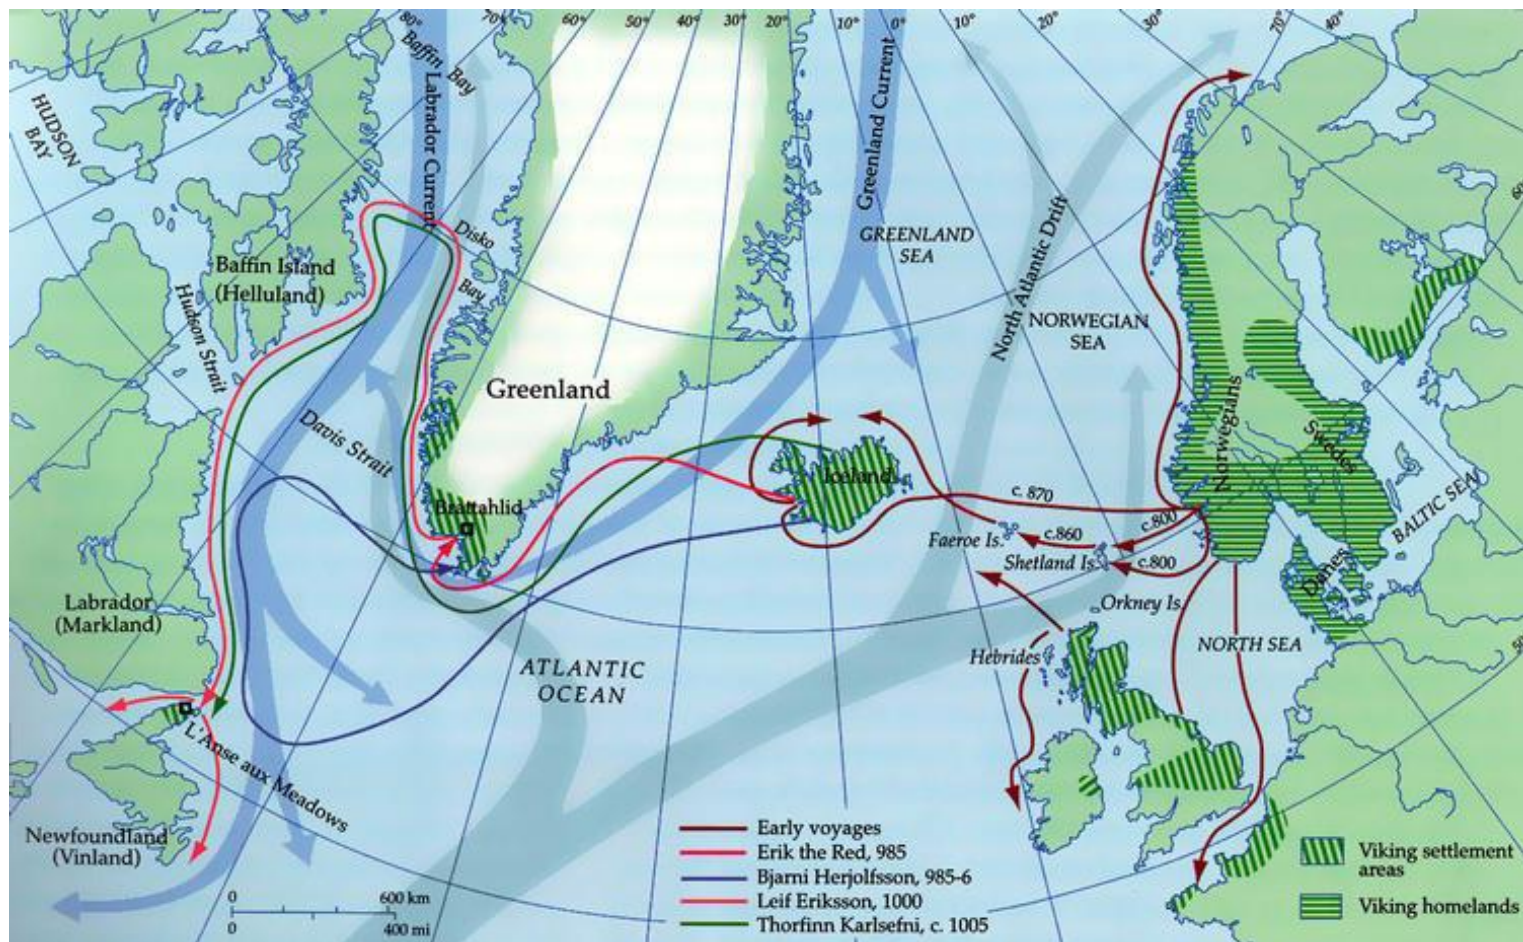 80°
70°
60°
50°
40°
30°
20°
10°
0°
10°
20°
30°
70°
40°
Baffin Bay
Labrador Current
Greenland Current
HUDSON
BAY
60
Disko
Bay
GREENLAND
SEA
North Atlantic Drift
Baffin Island
(Helluland)
Hudson Strait
NORWEGIAN
SEA
Greenland
Davis Strait
Norwegians
Swedes
Iceland
c. 870
BALTIC SEA
Brattahlid
c.800
c.860
Faeroe Is.
Shetland Is.
c.800
Danes
Labrador
(Markland)
Orkney Is.
NORTH SEA
50
Hebrides
ATLANTIC
OCEAN
L'Anse aux Meadows
Newfoundland
(Vinland)
Early voyages
Erik the Red, 985
Bjarni Herjolfsson, 985-6
Leif Eriksson, 1000
Thorfinn Karlsefni, c. 1005
Viking settlement
areas
Viking homelands
0
600 km
0
400 mi